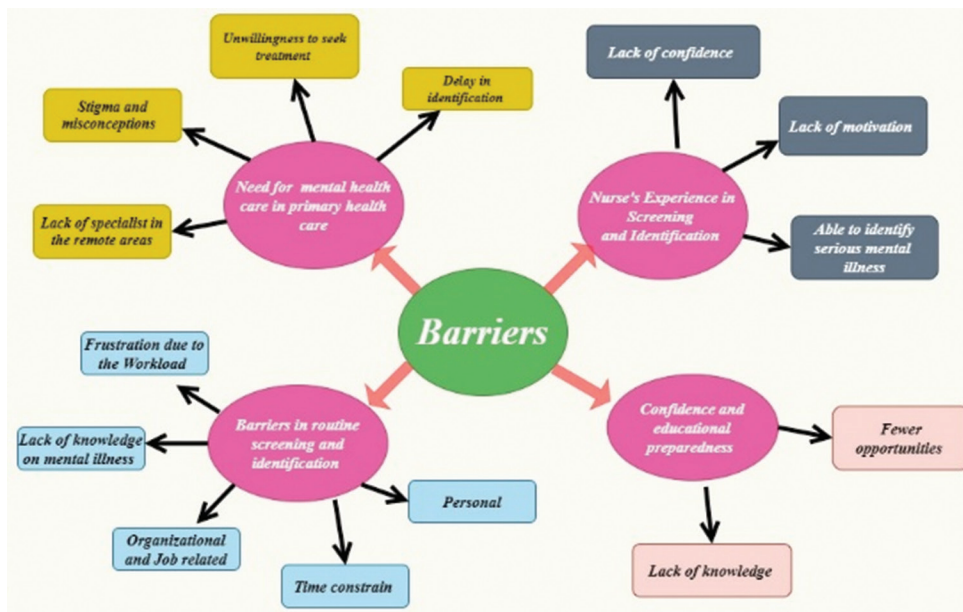 Unwillingness to seek
treatment
Delay in
identification
Stigma and
misconceptions
Need for mental health
care in primary health
care
Lack of specialist in
the remote areas
Lack of confidence
Lack of motivation
Nurse's Experience in
Screening
and Identification
Able to identify
serious mental
illness
Barriers
Frustration due to
the Workload
Lack of knowledge
on mental illness
Barriers in routine
screening and
identification
Personal
Organizational
and Job related
Time constrain
Confidence and
educational
preparedness
Fewer
opportunities
Lack of knowledge